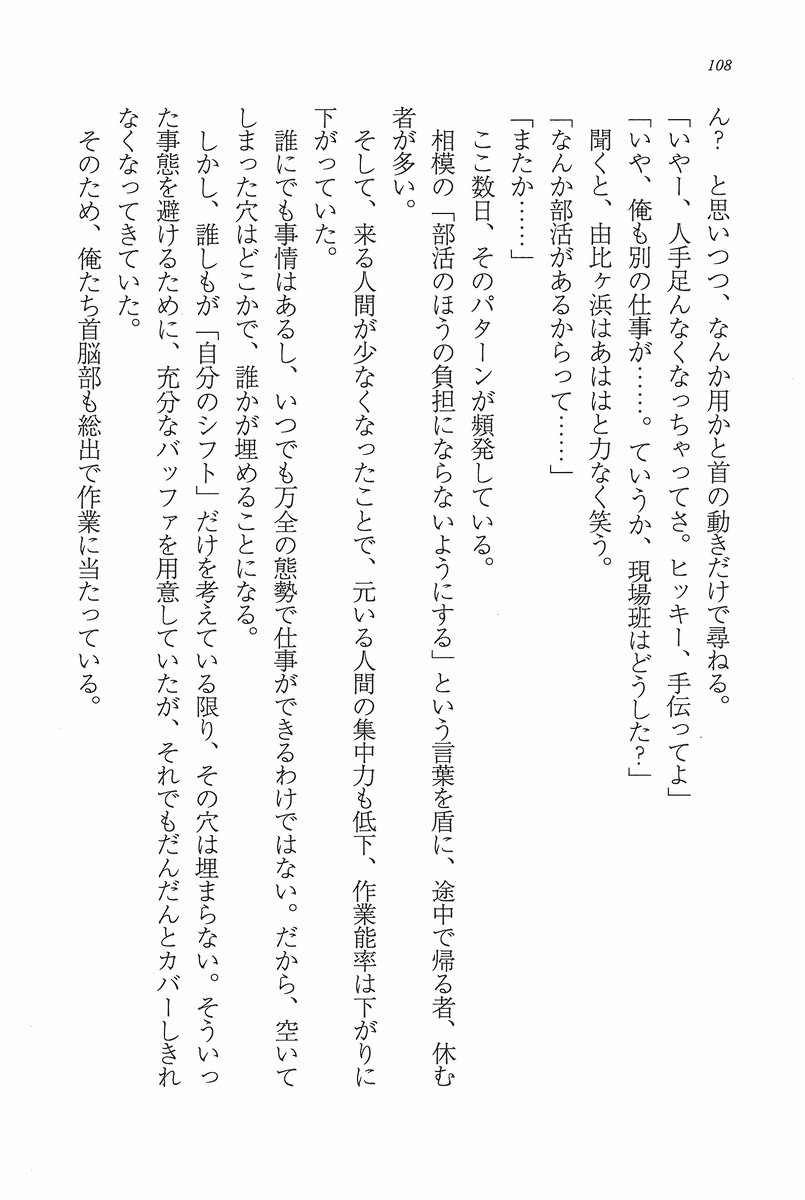 108
ん？　と思いつつ、なんか用かと首の動きだけで尋ねる。
「いやー、人手足んなくなっちゃってさ。ヒッキー、手伝ってよ」
「いや、俺も別の仕事が……。ていうか、現場班はどうした？」
　聞くと、由比ヶ浜はあははと力なく笑う。
「なんか部活があるからって……」
「またか……」
　ここ数日、そのパターンが頻発している。
　相模の「部活のほうの負担にならないようにする」という言葉を盾に、途中で帰る者、休む
者が多い。
　そして、来る人間が少なくなったことで、元いる人間の集中力も低下、作業能率は下がりに
下がっていた。
　誰にでも事情はあるし、いつでも万全の態勢で仕事ができるわけではない。だから、空いて
しまった穴はどこかで、誰かが埋めることになる。
　しかし、誰しもが「自分のシフト」だけを考えている限り、その穴は埋まらない。そういっ
た事態を避けるために、充分なバッファを用意していたが、それでもだんだんとカバーしきれ
なくなってきていた。
　そのため、俺たち首脳部も総出で作業に当たっている。